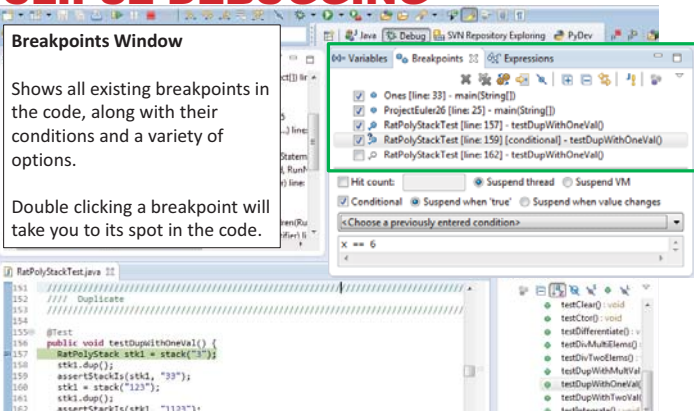 ECLIPSE DEBUGGING
Java Debug SVN Repository Exploring PyDev
Breakpoints Window
Shows all existing breakpoints in
the code, along with their
conditions and a variety of
options.
Double clicking a breakpoint will
take you to its spot in the code.
(x)= Variables Breakpoints Expressions
Ones [line: 33] - main(String[])
ProjectEuler26 [line: 25] - main(String[])
RatPolyStackTest [line: 157] - testDupWithOneVal()
RatPolyStackTest [line: 159] [conditional] - testDupWithOneVal()
RatPolyStackTest [line: 162] - testDupWithOneVal()
Hit count: Suspend thread Suspend VM
Conditional Suspend when 'true' Suspend when value changes
<Choose a previously entered condition>
x == 6
RatPolyStackTest.java
151 ////////////////////////////////////////////////////////////////
152 //// Duplicate
153 ////////////////////////////////////////////////////////////////
154
155 @Test
156 public void testDupWithOneVal() {
157 RatPolyStack stk1 = stack("3");
158 stk1.dup();
159 assertStackIs(stk1, "33");
160 stk1 = stack("123");
161 stk1.dup();
162 assertStackIs(stk1, "1123");
testClear() : void
testCtor() : void
testDifferentiate() : v
testDivMultiElems() :
testDivTwoElems() :
testDupWithMultVal
testDupWithOneVal(
testDupWithTwoVal(
testIntegrate() : void